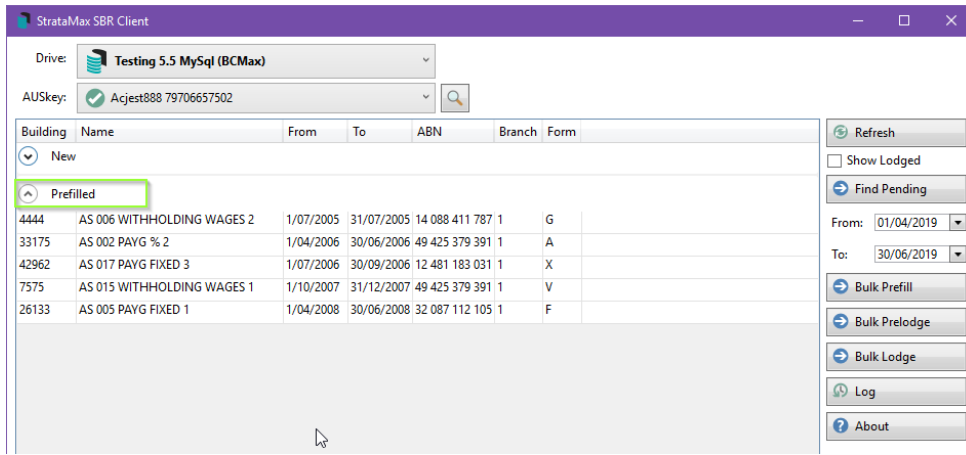 StrataMax SBR Client
Drive: Testing 5.5 MySql (BCMax)
AUSkey: Acjest888 79706657502
Building Name From To ABN Branch Form
New
Prefilled
4444 AS 006 WITHHOLDING WAGES 2 1/07/2005 31/07/2005 14 088 411 787 1 G
33175 AS 002 PAYG % 2 1/04/2006 30/06/2006 49 425 379 391 1 A
42962 AS 017 PAYG FIXED 3 1/07/2006 30/09/2006 12 481 183 031 1 X
7575 AS 015 WITHHOLDING WAGES 1 1/10/2007 31/12/2007 49 425 379 391 1 V
26133 AS 005 PAYG FIXED 1 1/04/2008 30/06/2008 32 087 112 105 1 F
Refresh
Show Lodged
Find Pending
From: 01/04/2019
To: 30/06/2019
Bulk Prefill
Bulk Prelodge
Bulk Lodge
Log
About